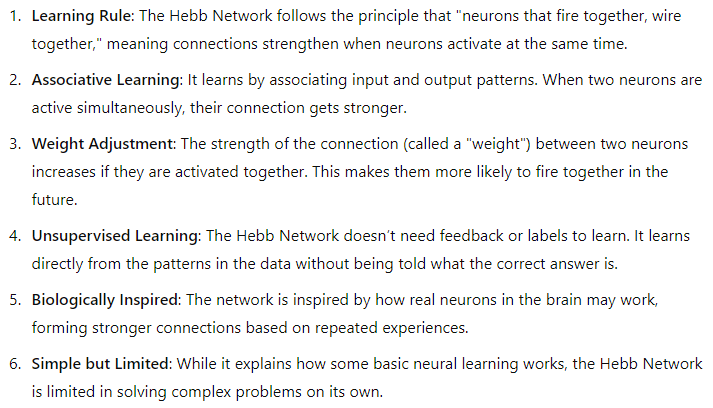 1. Learning Rule: The Hebb Network follows the principle that "neurons that fire together, wire
together," meaning connections strengthen when neurons activate at the same time.
2. Associative Learning: It learns by associating input and output patterns. When two neurons are
active simultaneously, their connection gets stronger.
3. Weight Adjustment: The strength of the connection (called a "weight") between two neurons
increases if they are activated together. This makes them more likely to fire together in the
future.
4. Unsupervised Learning: The Hebb Network doesn't need feedback or labels to learn. It learns
directly from the patterns in the data without being told what the correct answer is.
5. Biologically Inspired: The network is inspired by how real neurons in the brain may work,
forming stronger connections based on repeated experiences.
6. Simple but Limited: While it explains how some basic neural learning works, the Hebb Network
is limited in solving complex problems on its own.